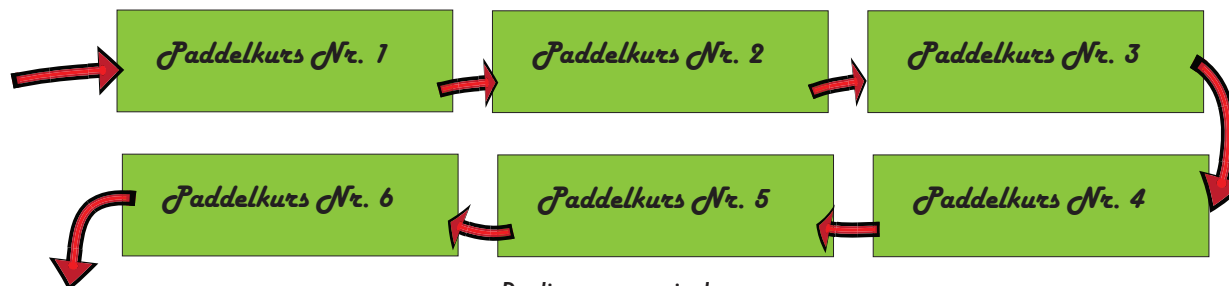 Paddelkurs Nr. 1
Paddelkurs Nr. 2
Paddelkurs Nr. 3
Paddelkurs Nr. 4
Paddelkurs Nr. 5
Paddelkurs Nr. 6